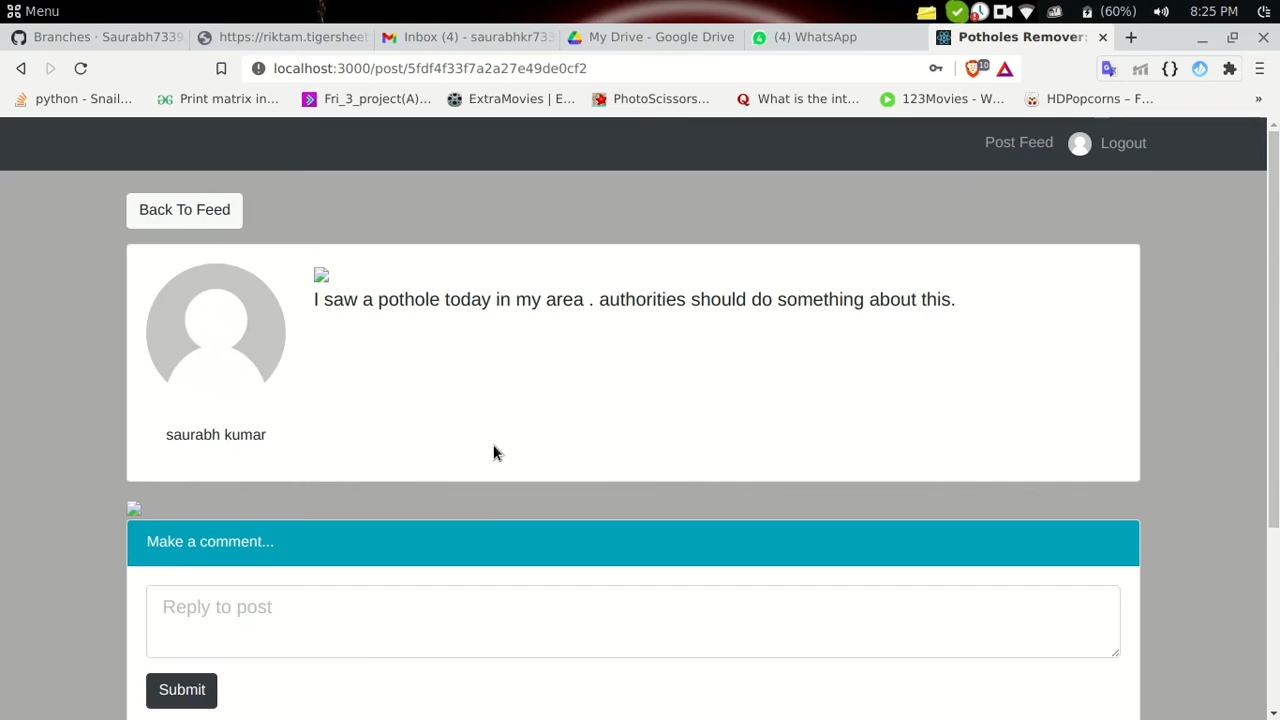 Menu
(60%)
8:25 PM
Branches · Saurabh7339
https://riktam.tigersheet
Inbox (4) - saurabhkr733
My Drive - Google Drive
(4) WhatsApp
Potholes Remover:
localhost:3000/post/5fdf4f33f7a2a27e49de0cf2
10
python - Snail...
Print matrix in...
Fri_3_project(A)...
ExtraMovies | E...
PhotoScissors...
What is the int...
123Movies - W...
HDPopcorns – F...
»
Post Feed
Logout
Back To Feed
I saw a pothole today in my area . authorities should do something about this.
saurabh kumar
Make a comment...
Reply to post
Submit